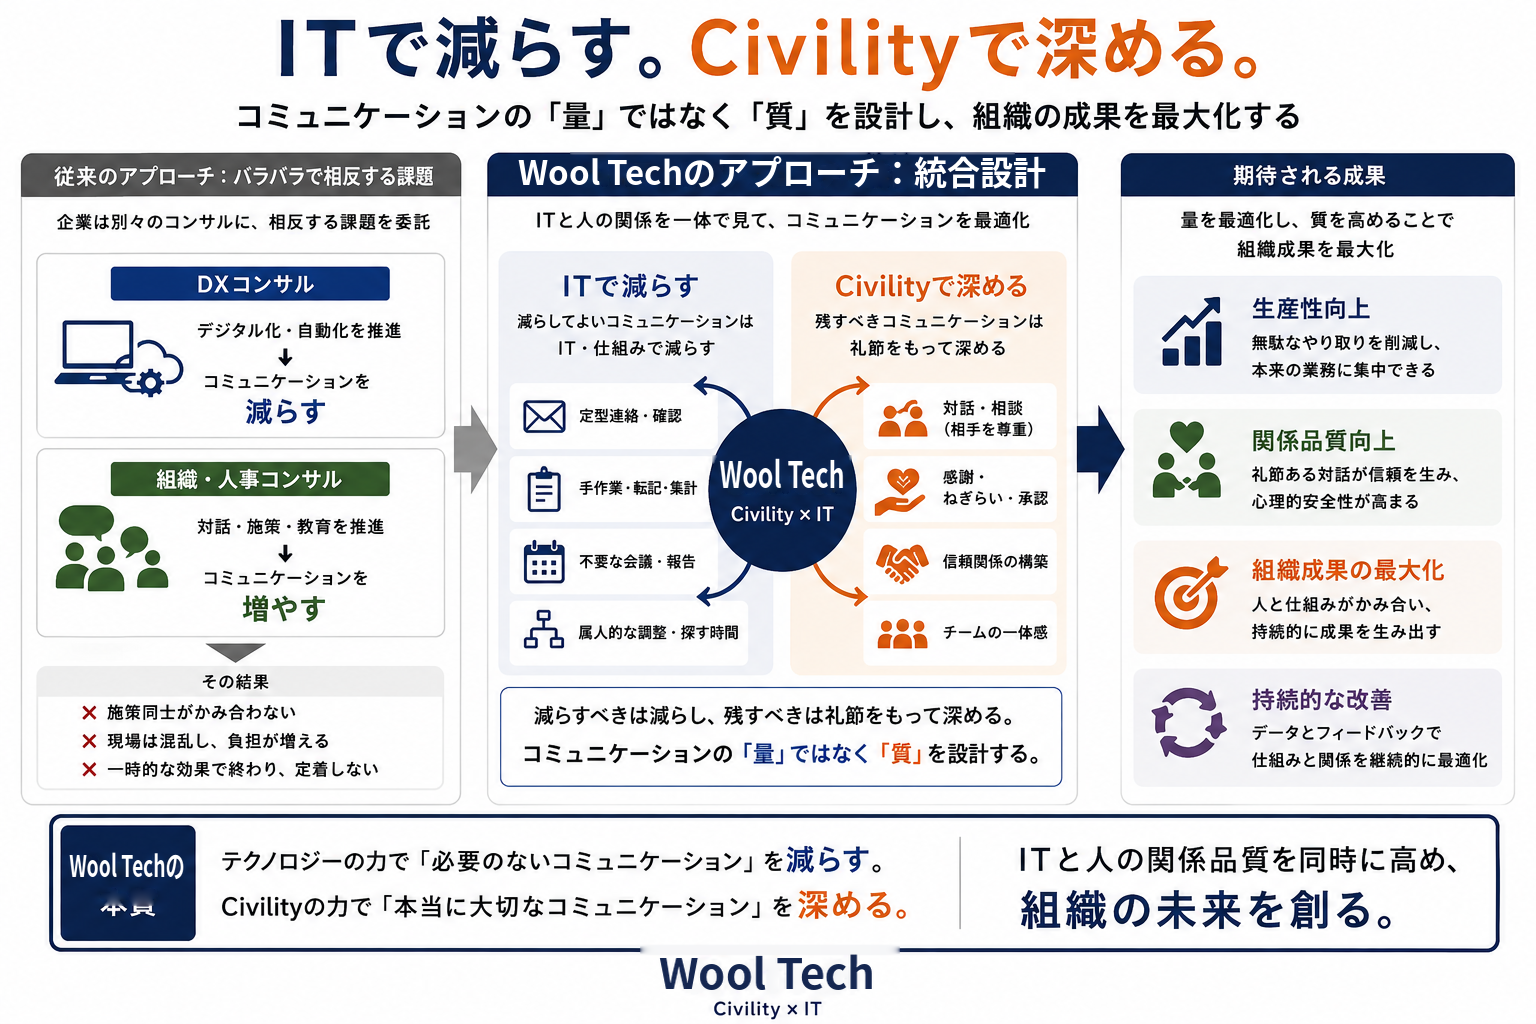 ITで減らす。Civilityで深める。
コミュニケーションの「量」ではなく「質」を設計し、組織の成果を最大化する
従来のアプローチ：バラバラで相反する課題
企業は別々のコンサルに、相反する課題を委託
DXコンサル
デジタル化・自動化を推進
コミュニケーションを
減らす
組織・人事コンサル
対話・施策・教育を推進
コミュニケーションを
増やす
その結果
施策同士がかみ合わない
現場は混乱し、負担が増える
一時的な効果で終わり、定着しない
Wool Techのアプローチ：統合設計
ITと人の関係を一体で見て、コミュニケーションを最適化
ITで減らす
減らしてよいコミュニケーションは
IT・仕組みで減らす
定型連絡・確認
手作業・転記・集計
不要な会議・報告
属人的な調整・探す時間
Wool Tech
Civility × IT
Civilityで深める
残すべきコミュニケーションは
礼節をもって深める
対話・相談
（相手を尊重）
感謝・
ねぎらい・承認
信頼関係の構築
チームの一体感
減らすべきは減らし、残すべきは礼節をもって深める。
コミュニケーションの「量」ではなく「質」を設計する。
期待される成果
量を最適化し、質を高めることで
組織成果を最大化
生産性向上
無駄なやり取りを削減し、
本来の業務に集中できる
関係品質向上
礼節ある対話が信頼を生み、
心理的安全性が高まる
組織成果の最大化
人と仕組みがかみ合い、
持続的に成果を生み出す
持続的な改善
データとフィードバックで
仕組みと関係を継続的に最適化
Wool Techの
テクノロジーの力で「必要のないコミュニケーション」を減らす。
Civilityの力で「本当に大切なコミュニケーション」を深める。
ITと人の関係品質を同時に高め、
組織の未来を創る。
Wool Tech
Civility × IT